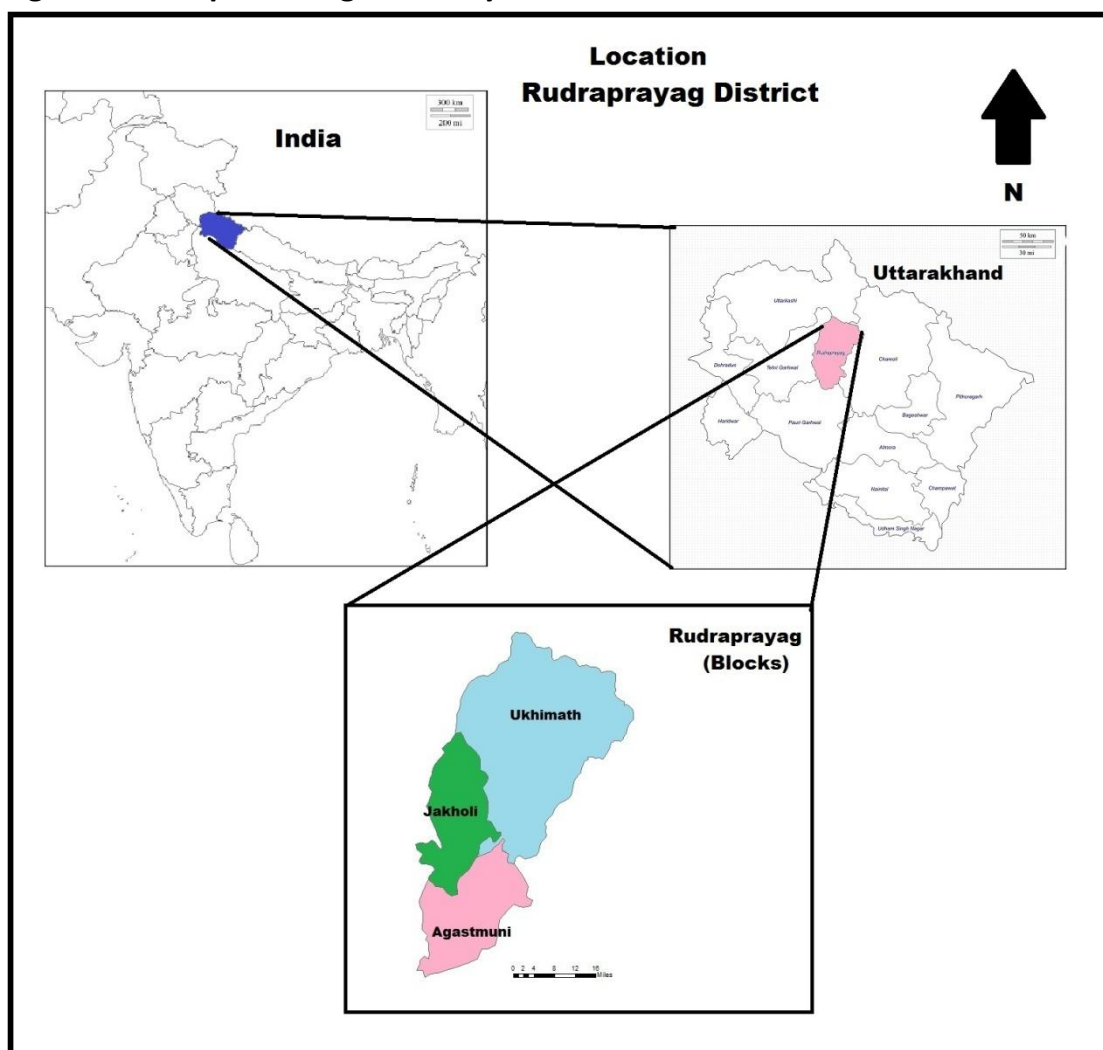 Location
Rudraprayag District
300 km
200 mi
India
N
50 km
30 mi
Uttarakhand
Uttarkashi
Rudraprayag
Chamoli
Dehradun
Tehri Garhwal
Pithoragarh
Haridwar
Pauri Garhwal
Bageshwar
Almora
Nainital
Champawat
Udham Singh Nagar
Rudraprayag
(Blocks)
Ukhimath
Jakholi
Agastmuni
0 2 4 8 12 16
Miles